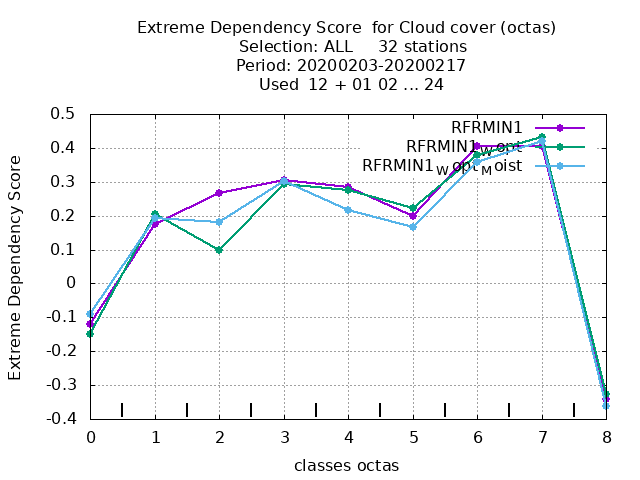 Extreme Dependency Score  for Cloud cover (octas)
Selection: ALL     32 stations
Period: 20200203-20200217
Used  12 + 01 02 ... 24
RFRMIN1
RFRMIN1Wopt
RFRMIN1WoptMoist
Extreme Dependency Score
0.5
0.4
0.3
0.2
0.1
0
-0.1
-0.2
-0.3
-0.4
0 1 2 3 4 5 6 7 8
classes octas